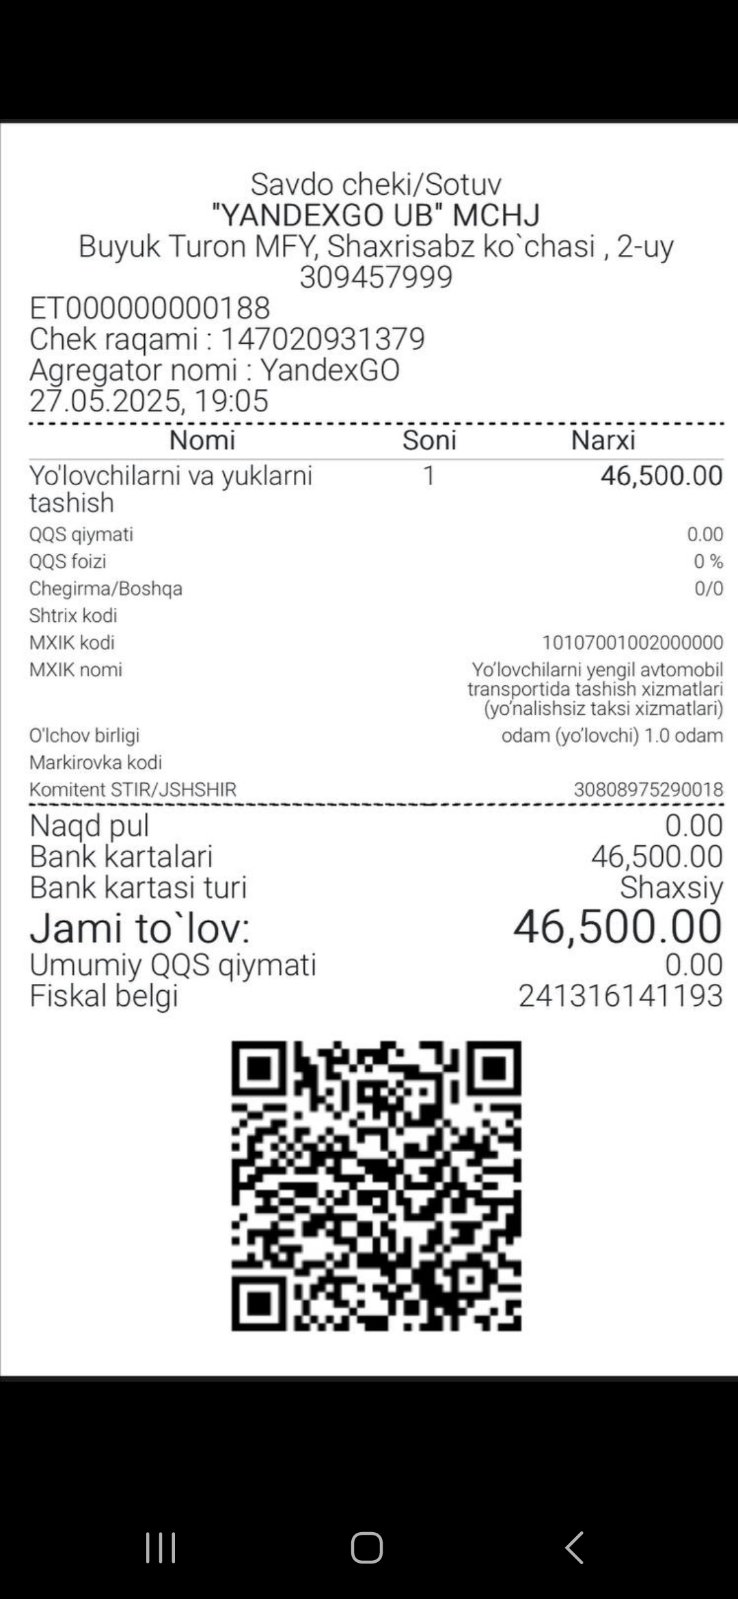 Savdo cheki/Sotuv
"YANDEXGO UB" MCHJ
Buyuk Turon MFY, Shaxrisabz ko`chasi , 2-uy
309457999
ET000000000188
Chek raqami : 147020931379
Agregator nomi : YandexGO
27.05.2025, 19:05
Nomi Soni Narxi
Yo'lovchilarni va yuklarni 1 46,500.00
tashish
QQS qiymati 0.00
QQS foizi 0 %
Chegirma/Boshqa 0/0
Shtrix kodi
MXIK kodi 10107001002000000
MXIK nomi Yo’lovchilarni yengil avtomobil
transportida tashish xizmatlari
(yo’nalishsiz taksi xizmatlari)
O'lchov birligi odam (yo’lovchi) 1.0 odam
Markirovka kodi
Komitent STIR/JSHSHIR 30808975290018
Naqd pul 0.00
Bank kartalari 46,500.00
Bank kartasi turi Shaxsiy
Jami to`lov: 46,500.00
Umumiy QQS qiymati 0.00
Fiskal belgi 241316141193